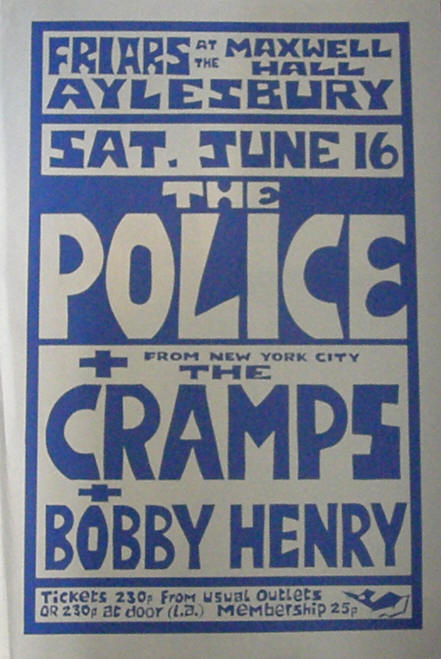 FRIARS AT THE MAXWELL HALL
AYLESBURY
SAT. JUNE 16
THE
POLICE
+ FROM NEW YORK CITY
THE
CRAMPS
+
BOBBY HENRY
Tickets 230p From usual Outlets
OR 230p at door (L.a.) Membership 25p